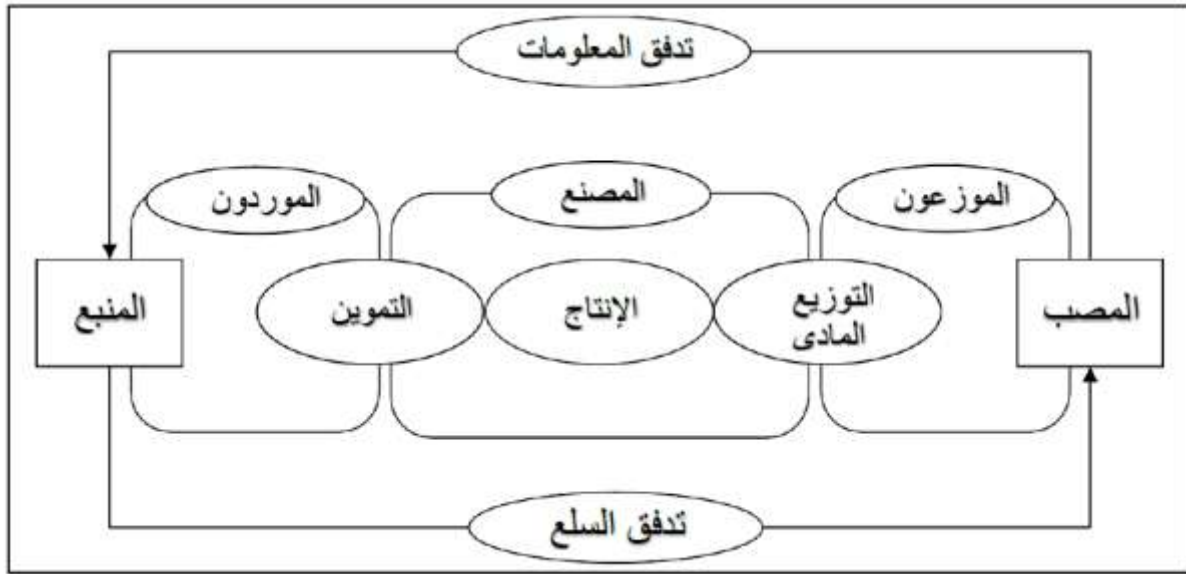 تدفق المعلومات
الموزعون
المصنع
الموردون
المصب
التوزيع
المادى
الإنتاج
التموين
المنبع
تدفق السلع